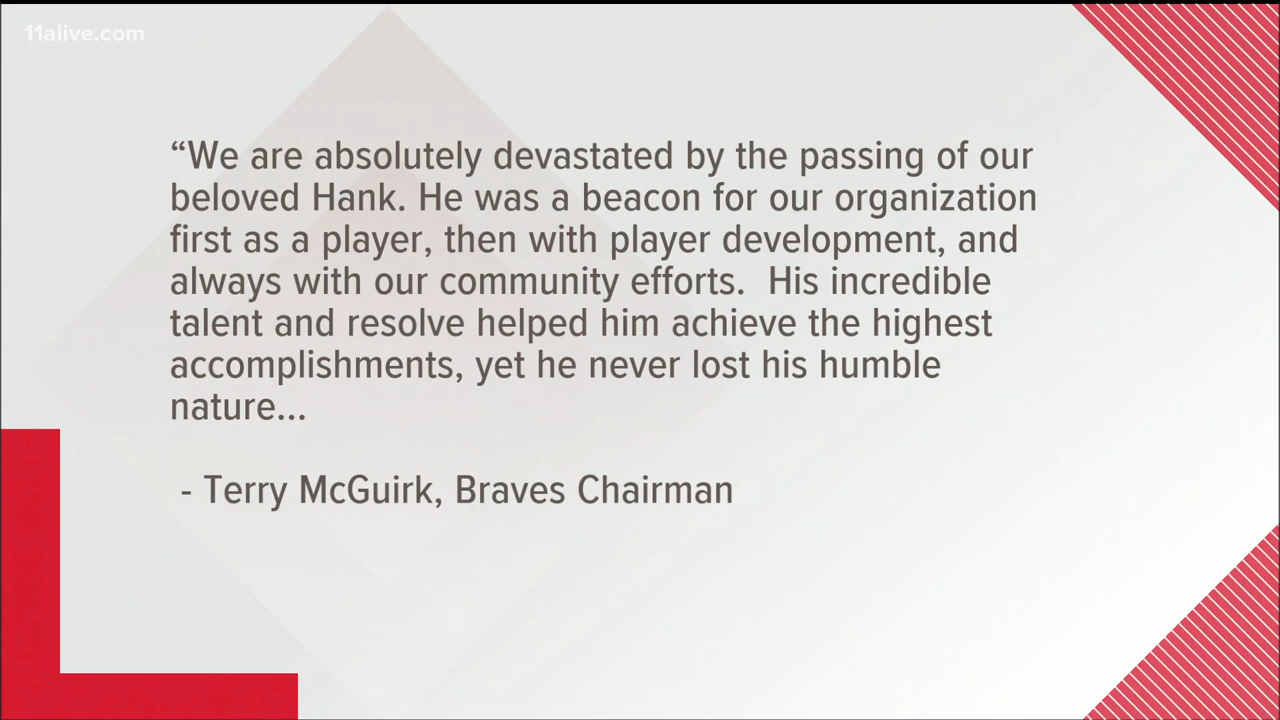 11alive.com
“We are absolutely devastated by the passing of our
beloved Hank. He was a beacon for our organization
first as a player, then with player development, and
always with our community efforts.  His incredible
talent and resolve helped him achieve the highest
accomplishments, yet he never lost his humble
nature...
- Terry McGuirk, Braves Chairman